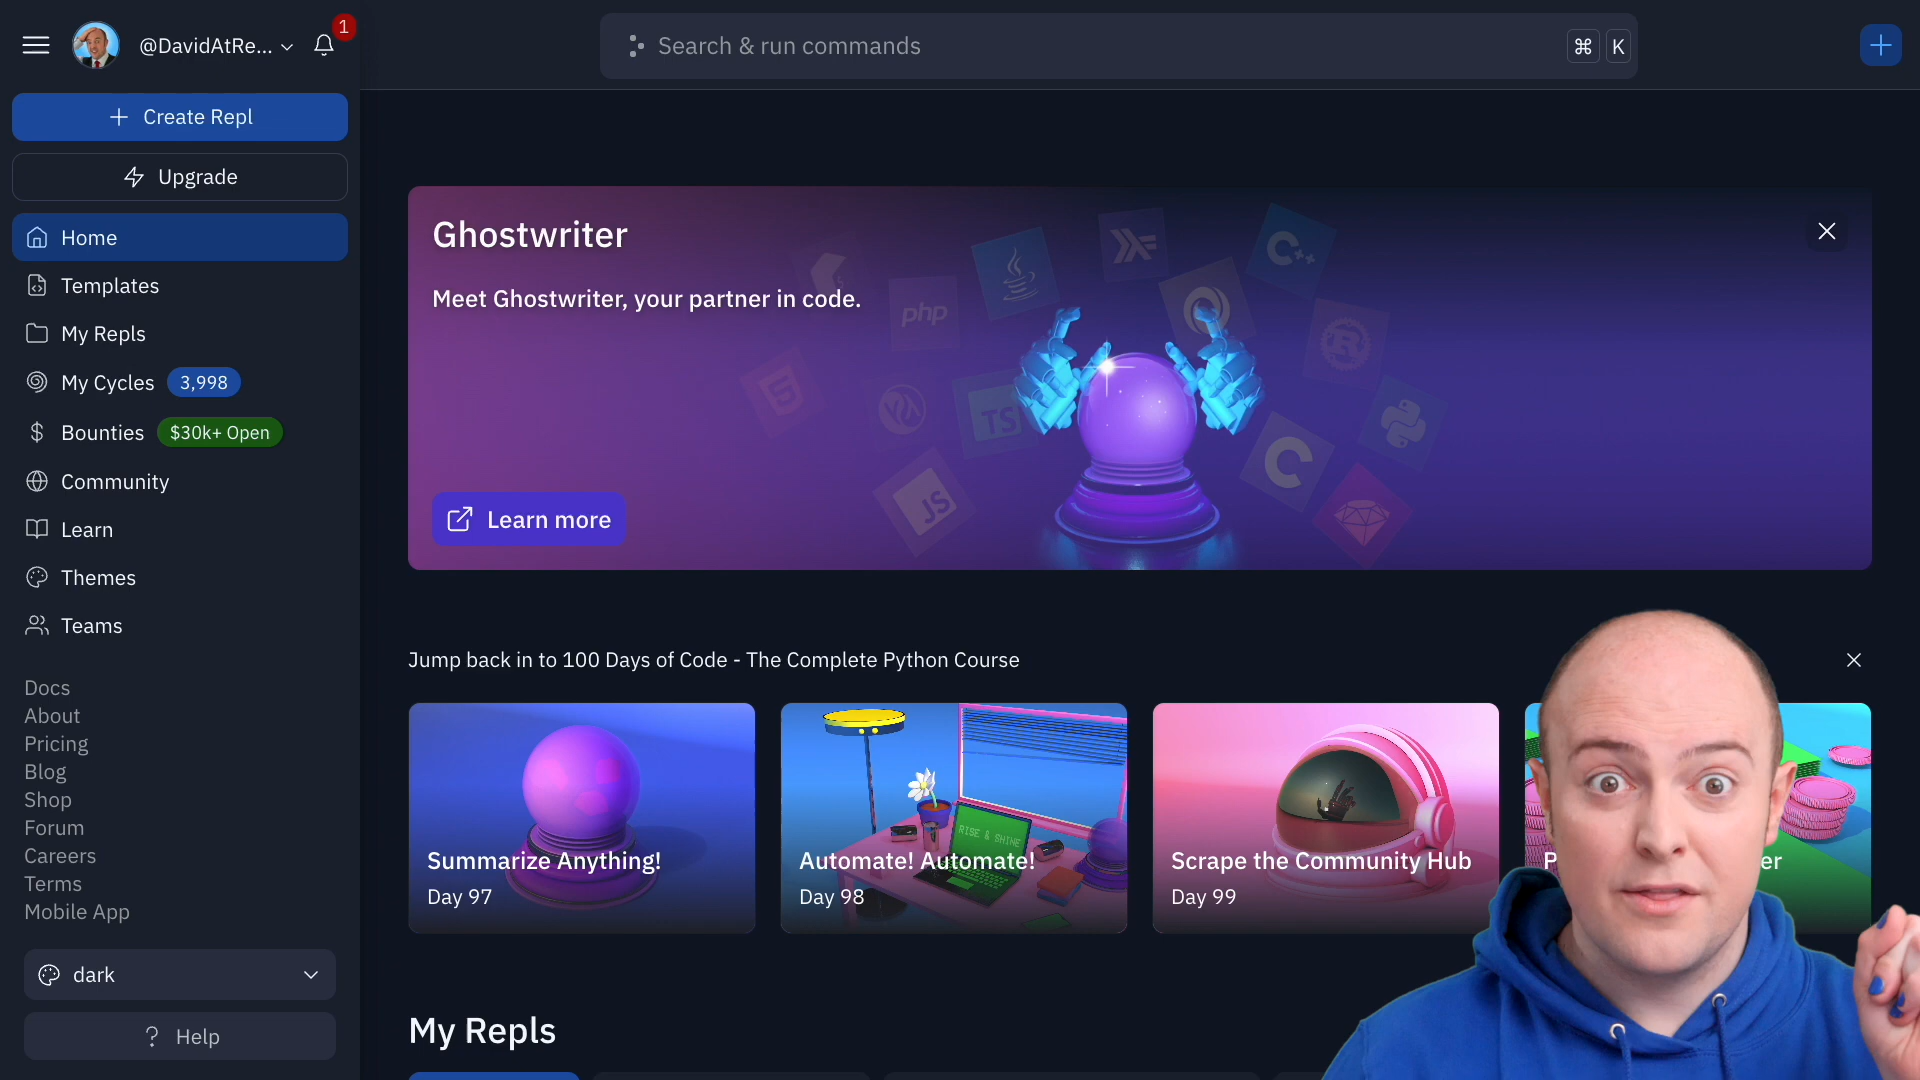 @DavidAtRe...
1
Search & run commands
⌘ K
Create Repl
Upgrade
Home
Templates
My Repls
My Cycles 3,998
Bounties $30k+ Open
Community
Learn
Themes
Teams
Docs
About
Pricing
Blog
Shop
Forum
Careers
Terms
Mobile App
dark
? Help
Ghostwriter
Meet Ghostwriter, your partner in code.
Learn more
php
C++
5
TS
JS
C
R
Jump back in to 100 Days of Code - The Complete Python Course
RISE & SHINE
Summarize Anything!
Day 97
Automate! Automate!
Day 98
Scrape the Community Hub
Day 99
My Repls